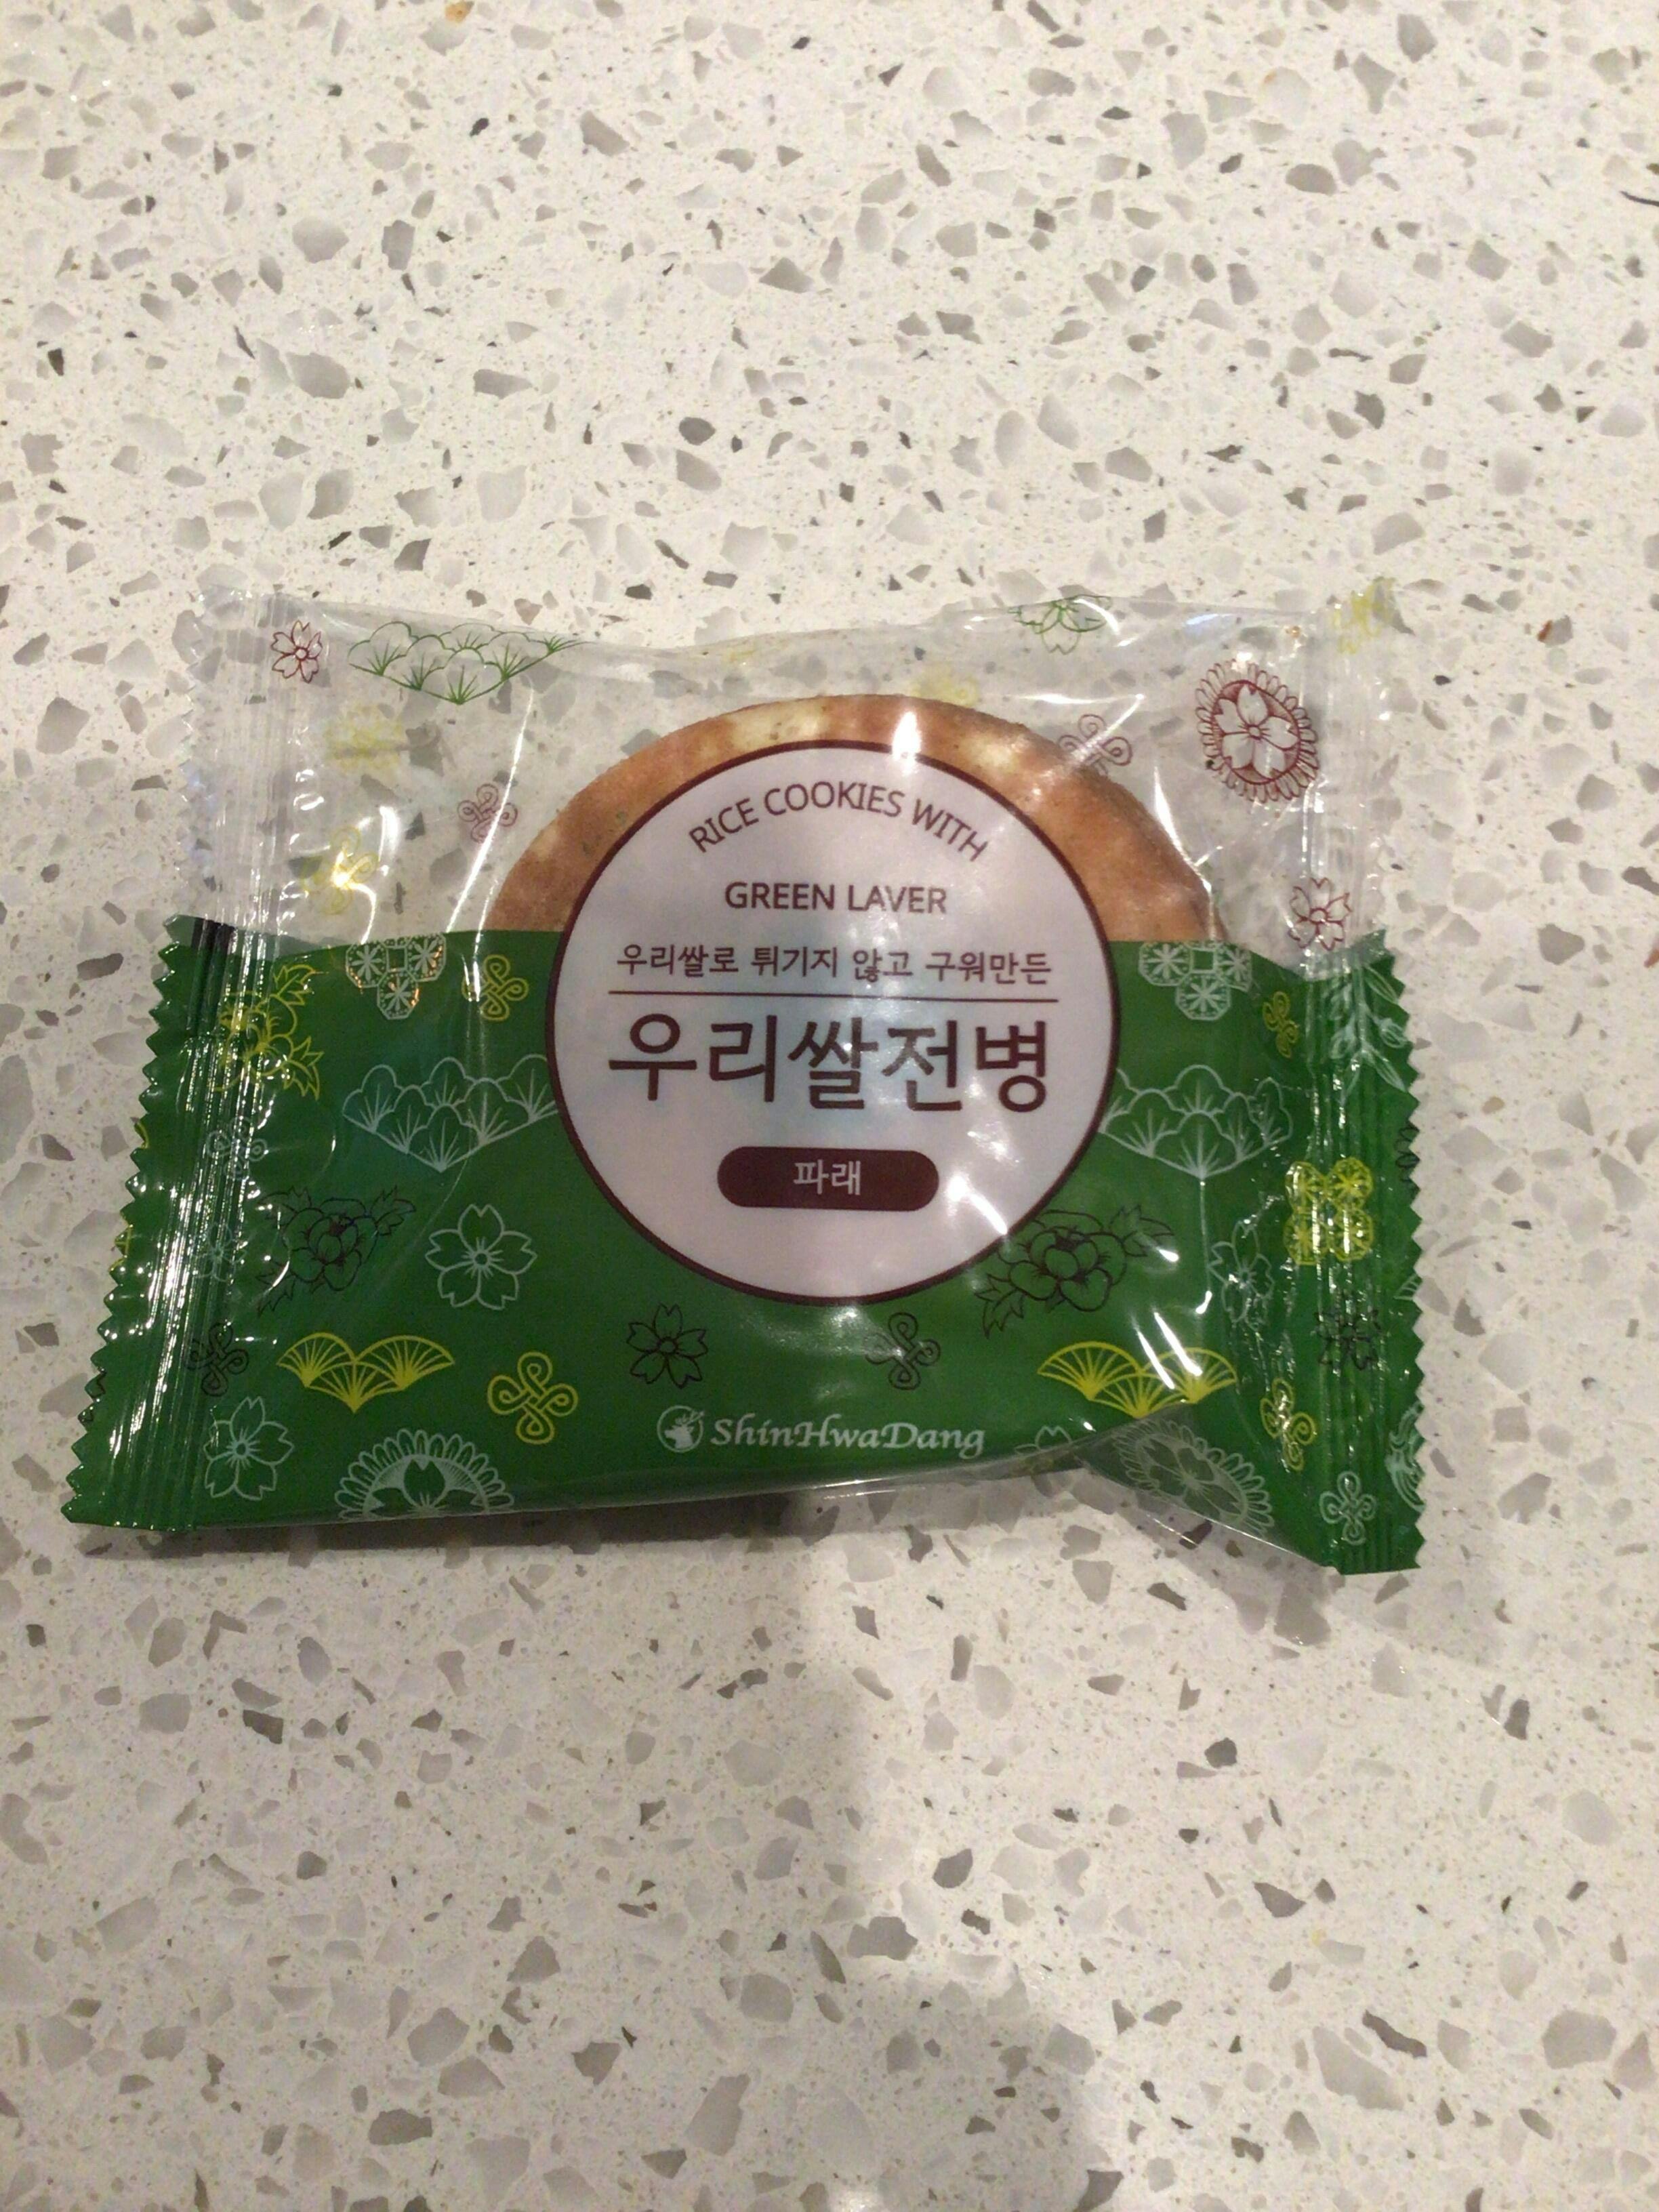 RICE COOKIES WITH
GREEN LAVER
우리쌀로 튀기지 않고 구워만든
우리쌀전병
파래
ShinHwaDang